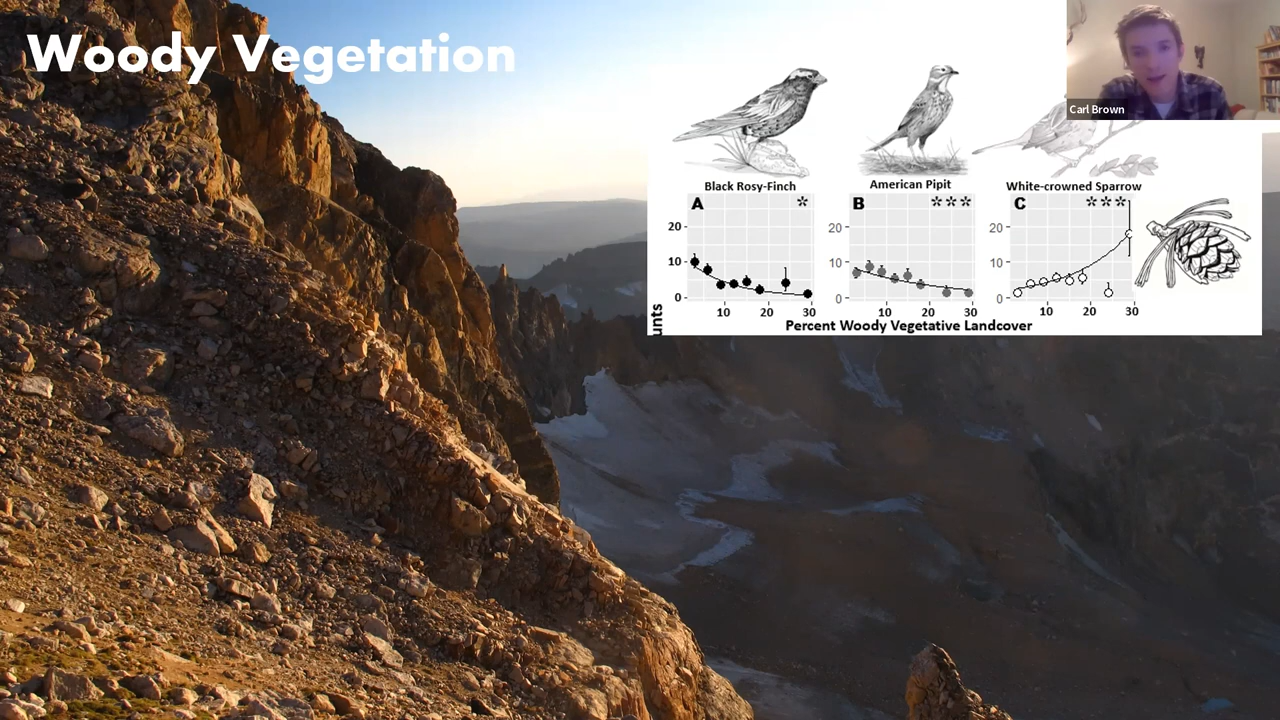 Woody Vegetation
Carl Brown
Black Rosy-Finch
American Pipit
White-crowned Sparrow
A
*
B
***
C
***
20
10
0
20
10
0
20
10
0
10 20 30
10 20 30
10 20 30
Percent Woody Vegetative Landcover